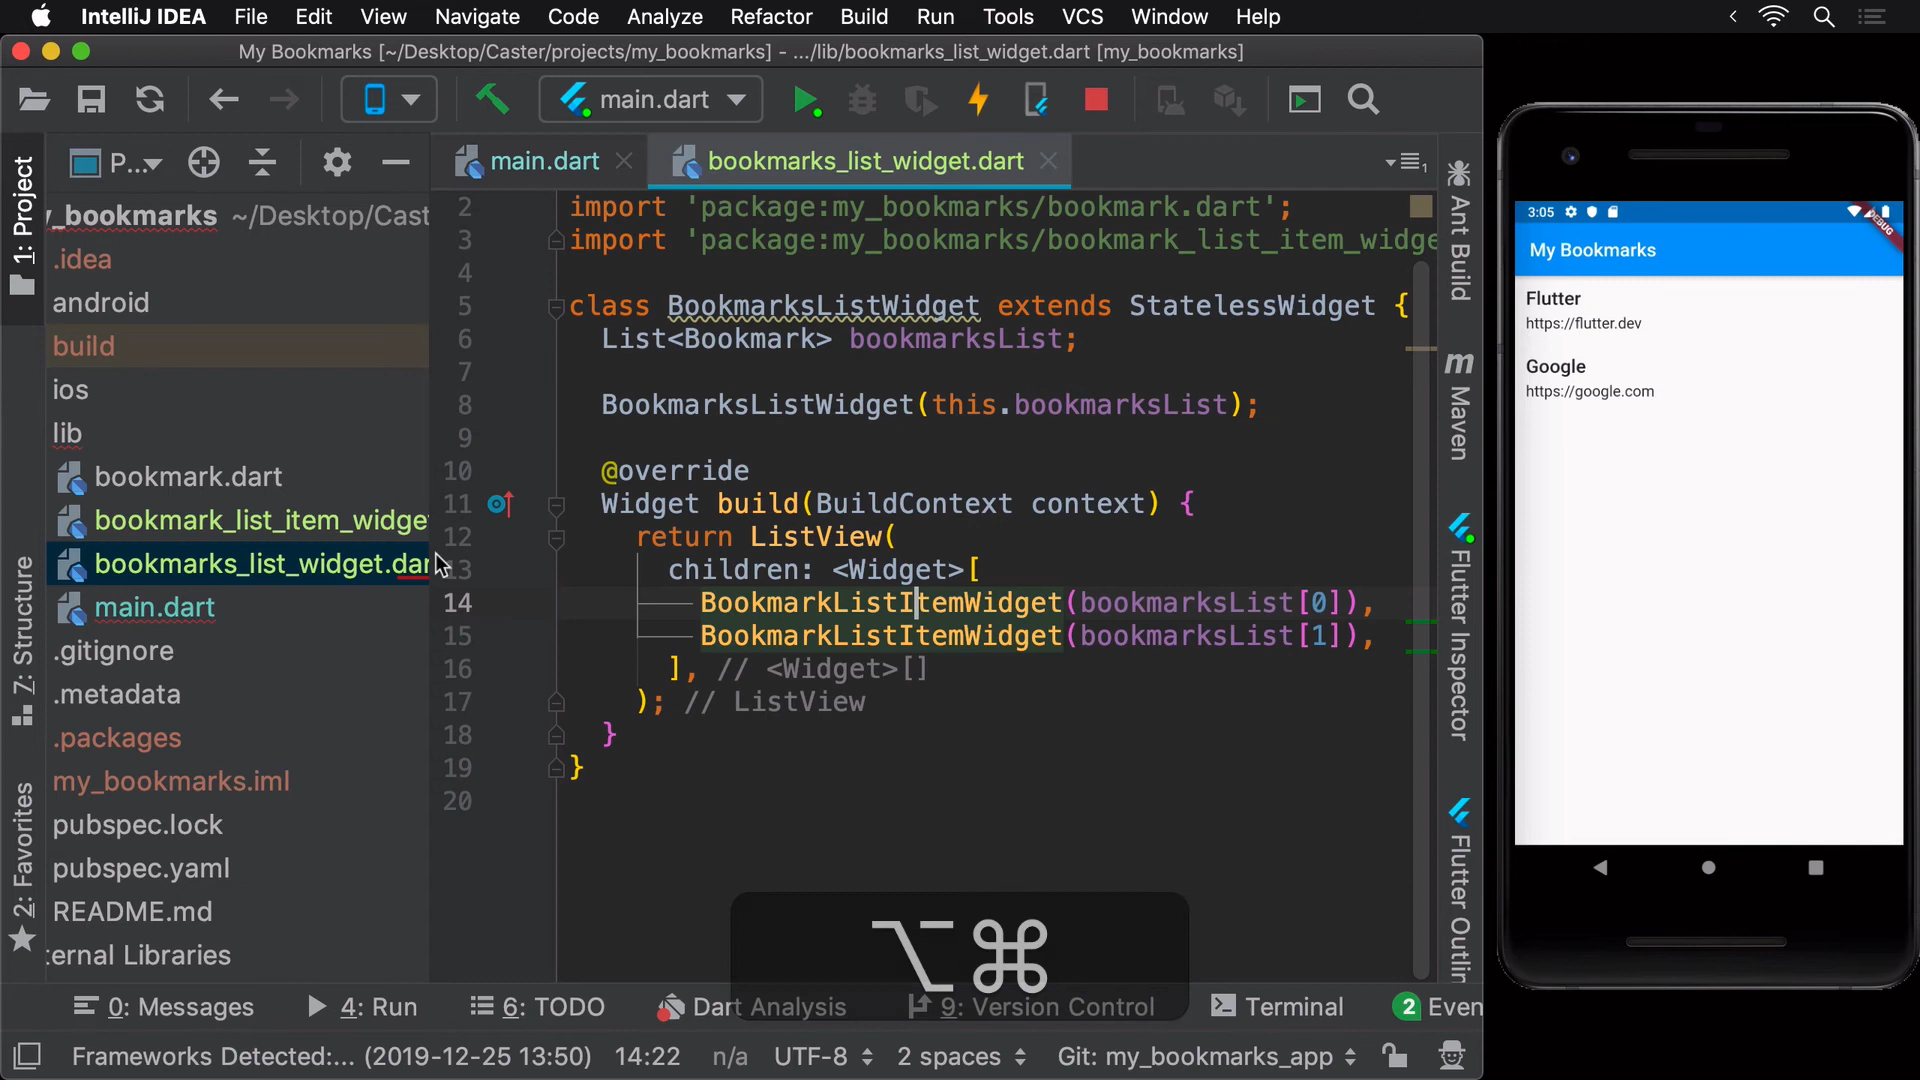 IntelliJ IDEA File Edit View Navigate Code Analyze Refactor Build Run Tools VCS Window Help
My Bookmarks [~/Desktop/Caster/projects/my_bookmarks] - .../lib/bookmarks_list_widget.dart [my_bookmarks]
main.dart
1: Project
P...
main.dart
bookmarks_list_widget.dart
1
_bookmarks ~/Desktop/Cast
.idea
android
build
ios
lib
bookmark.dart
bookmark_list_item_widget
bookmarks_list_widget.dar
main.dart
.gitignore
.metadata
.packages
my_bookmarks.iml
pubspec.lock
pubspec.yaml
README.md
ternal Libraries
7: Structure
2: Favorites
2 import 'package:my_bookmarks/bookmark.dart';
3 import 'package:my_bookmarks/bookmark_list_item_widge
4
5 class BookmarksListWidget extends StatelessWidget {
6 List<Bookmark> bookmarksList;
7
8 BookmarksListWidget(this.bookmarksList);
9
10 @override
11 Widget build(BuildContext context) {
12 return ListView(
13 children: <Widget>[
14 BookmarkListItemWidget(bookmarksList[0]),
15 BookmarkListItemWidget(bookmarksList[1]),
16 ], // <Widget>[]
17 ); // ListView
18 }
19 }
20
Ant Build
m Maven
Flutter Inspector
Flutter Outlin
⌥⌘
0: Messages 4: Run 6: TODO Dart Analysis 9: Version Control Terminal 2 Even
Frameworks Detected:... (2019-12-25 13:50) 14:22 n/a UTF-8 2 spaces Git: my_bookmarks_app
3:05
DEBUG
My Bookmarks
Flutter
https://flutter.dev
Google
https://google.com